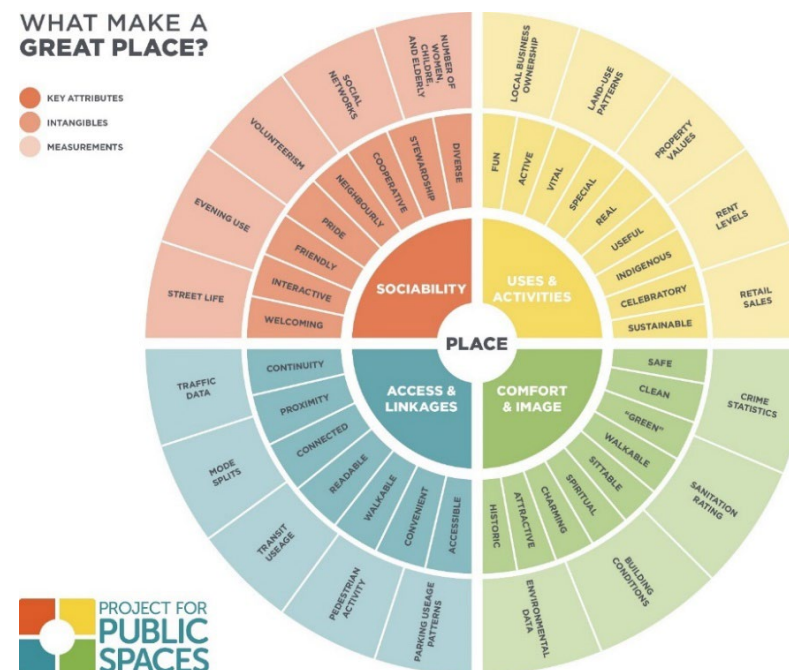 WHAT MAKE A
GREAT PLACE?
KEY ATTRIBUTES
INTANGIBLES
MEASUREMENTS
NUMBER OF
WOMEN,
CHILDRE,
AND ELDERLY
SOCIAL
NETWORKS
VOLUNTEERISM
EVENING USE
STREET LIFE
DIVERSE
STEWARDSHIP
COOPERATIVE
NEIGHBOURLY
PRIDE
FRIENDLY
INTERACTIVE
WELCOMING
SOCIABILITY
LOCAL BUSINESS
OWNERSHIP
LAND-USE
PATTERNS
PROPERTY
VALUES
RENT
LEVELS
RETAIL
SALES
FUN
ACTIVE
VITAL
SPECIAL
REAL
USEFUL
INDIGENOUS
CELEBRATORY
SUSTAINABLE
USES &
ACTIVITIES
PLACE
ACCESS &
LINKAGES
CONTINUITY
PROXIMITY
CONNECTED
READABLE
WALKABLE
CONVENIENT
ACCESSIBLE
TRAFFIC
DATA
MODE
SPLITS
TRANSIT
USEAGE
PEDESTRIAN
ACTIVITY
PARKING USEAGE
PATTERNS
COMFORT
& IMAGE
SAFE
CLEAN
"GREEN"
WALKABLE
SITTABLE
SPIRITUAL
CHARMING
ATTRACTIVE
HISTORIC
CRIME
STATISTICS
SANITATION
RATING
BUILDING
CONDITIONS
ENVIRONMENTAL
DATA
PROJECT FOR
PUBLIC
SPACES